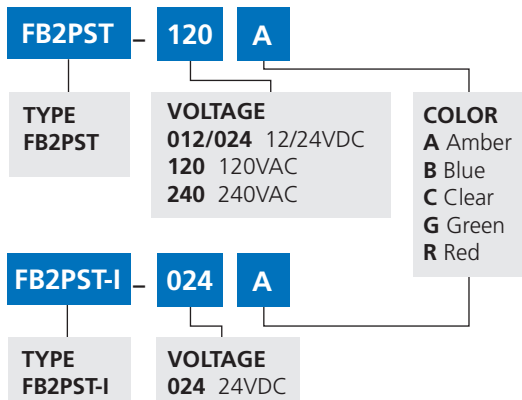 FB2PST – 120 A
TYPE
FB2PST
VOLTAGE
012/024 12/24VDC
120 120VAC
240 240VAC
COLOR
A Amber
B Blue
C Clear
G Green
R Red
FB2PST-I – 024 A
TYPE
FB2PST-I
VOLTAGE
024 24VDC